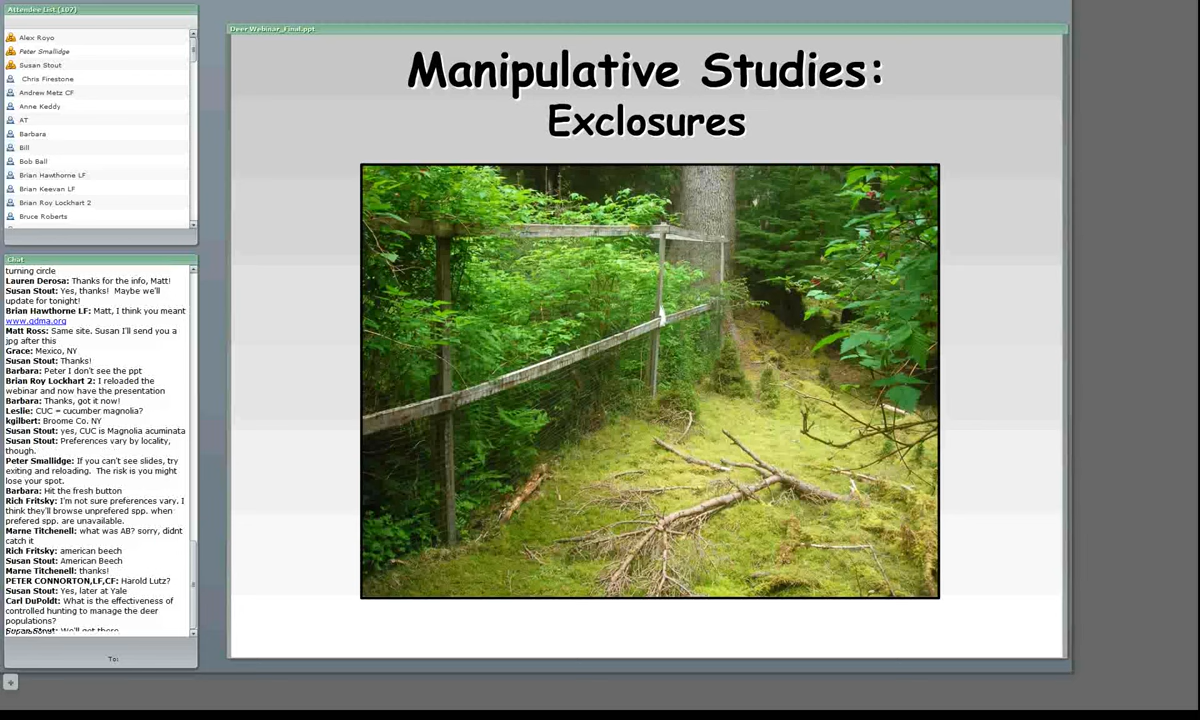 Attendee List (107)
Alex Royo
Peter Smallidge
Susan Stout
Chris Firestone
Andrew Metz CF
Anne Keddy
AT
Barbara
Bill
Bob Ball
Brian Hawthorne LF
Brian Keevan LF
Brian Roy Lockhart 2
Bruce Roberts
Chat
turning circle
Lauren Derosa: Thanks for the info, Matt!
Susan Stout: Yes, thanks! Maybe we'll
update for tonight!
Brian Hawthorne LF: Matt, I think you meant
www.qdma.org
Matt Ross: Same site. Susan I'll send you a
jpg after this
Grace: Mexico, NY
Susan Stout: Thanks!
Barbara: Peter I don't see the ppt
Brian Roy Lockhart 2: I reloaded the
webinar and now have the presentation
Barbara: Thanks, got it now!
Leslie: CUC = cucumber magnolia?
kgilbert: Broome Co. NY
Susan Stout: yes, CUC is Magnolia acuminata
Susan Stout: Preferences vary by locality,
though.
Peter Smallidge: If you can't see slides, try
exiting and reloading. The risk is you might
lose your spot.
Barbara: Hit the fresh button
Rich Fritsky: I'm not sure preferences vary. I
think they'll browse unprefered spp. when
prefered spp. are unavailable.
Marne Titchenell: what was AB? sorry, didnt
catch it
Rich Fritsky: american beech
Susan Stout: American Beech
Marne Titchenell: thanks!
PETER CONNORTON,LF,CF: Harold Lutz?
Susan Stout: Yes, later at Yale
Carl DuPoldt: What is the effectiveness of
controlled hunting to manage the deer
populations?
Susan Stout: We'll get there
To:
Deer Webinar_Final.ppt
Manipulative Studies:
Exclosures